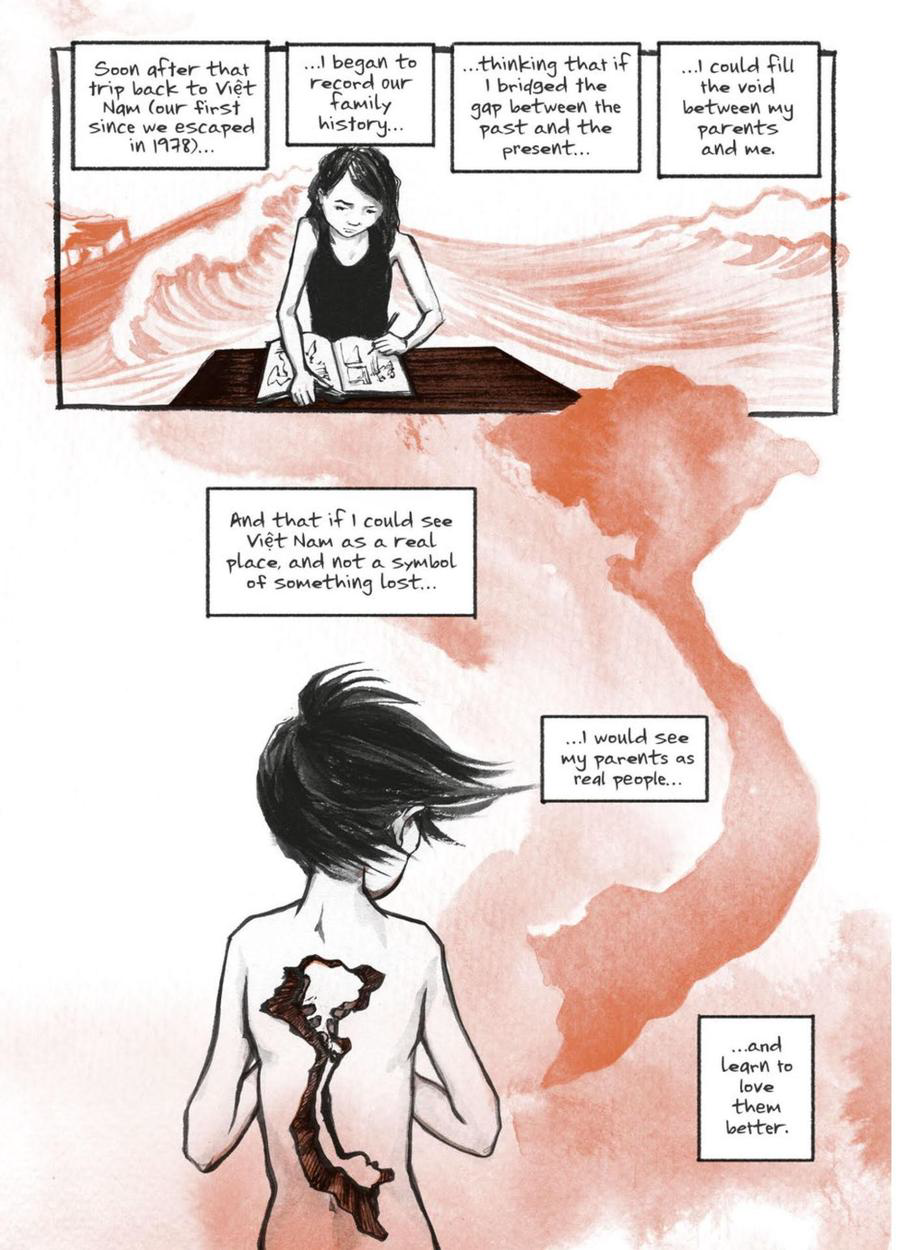 Soon after that
trip back to Việt
Nam (our first
since we escaped
in 1978)...
...I began to
record our
family
history...
...thinking that if
I bridged the
gap between the
past and the
present...
...I could fill
the void
between my
parents
and me.
And that if I could see
Việt Nam as a real
place, and not a symbol
of something lost...
...I would see
my parents as
real people...
...and
learn to
love
them
better.